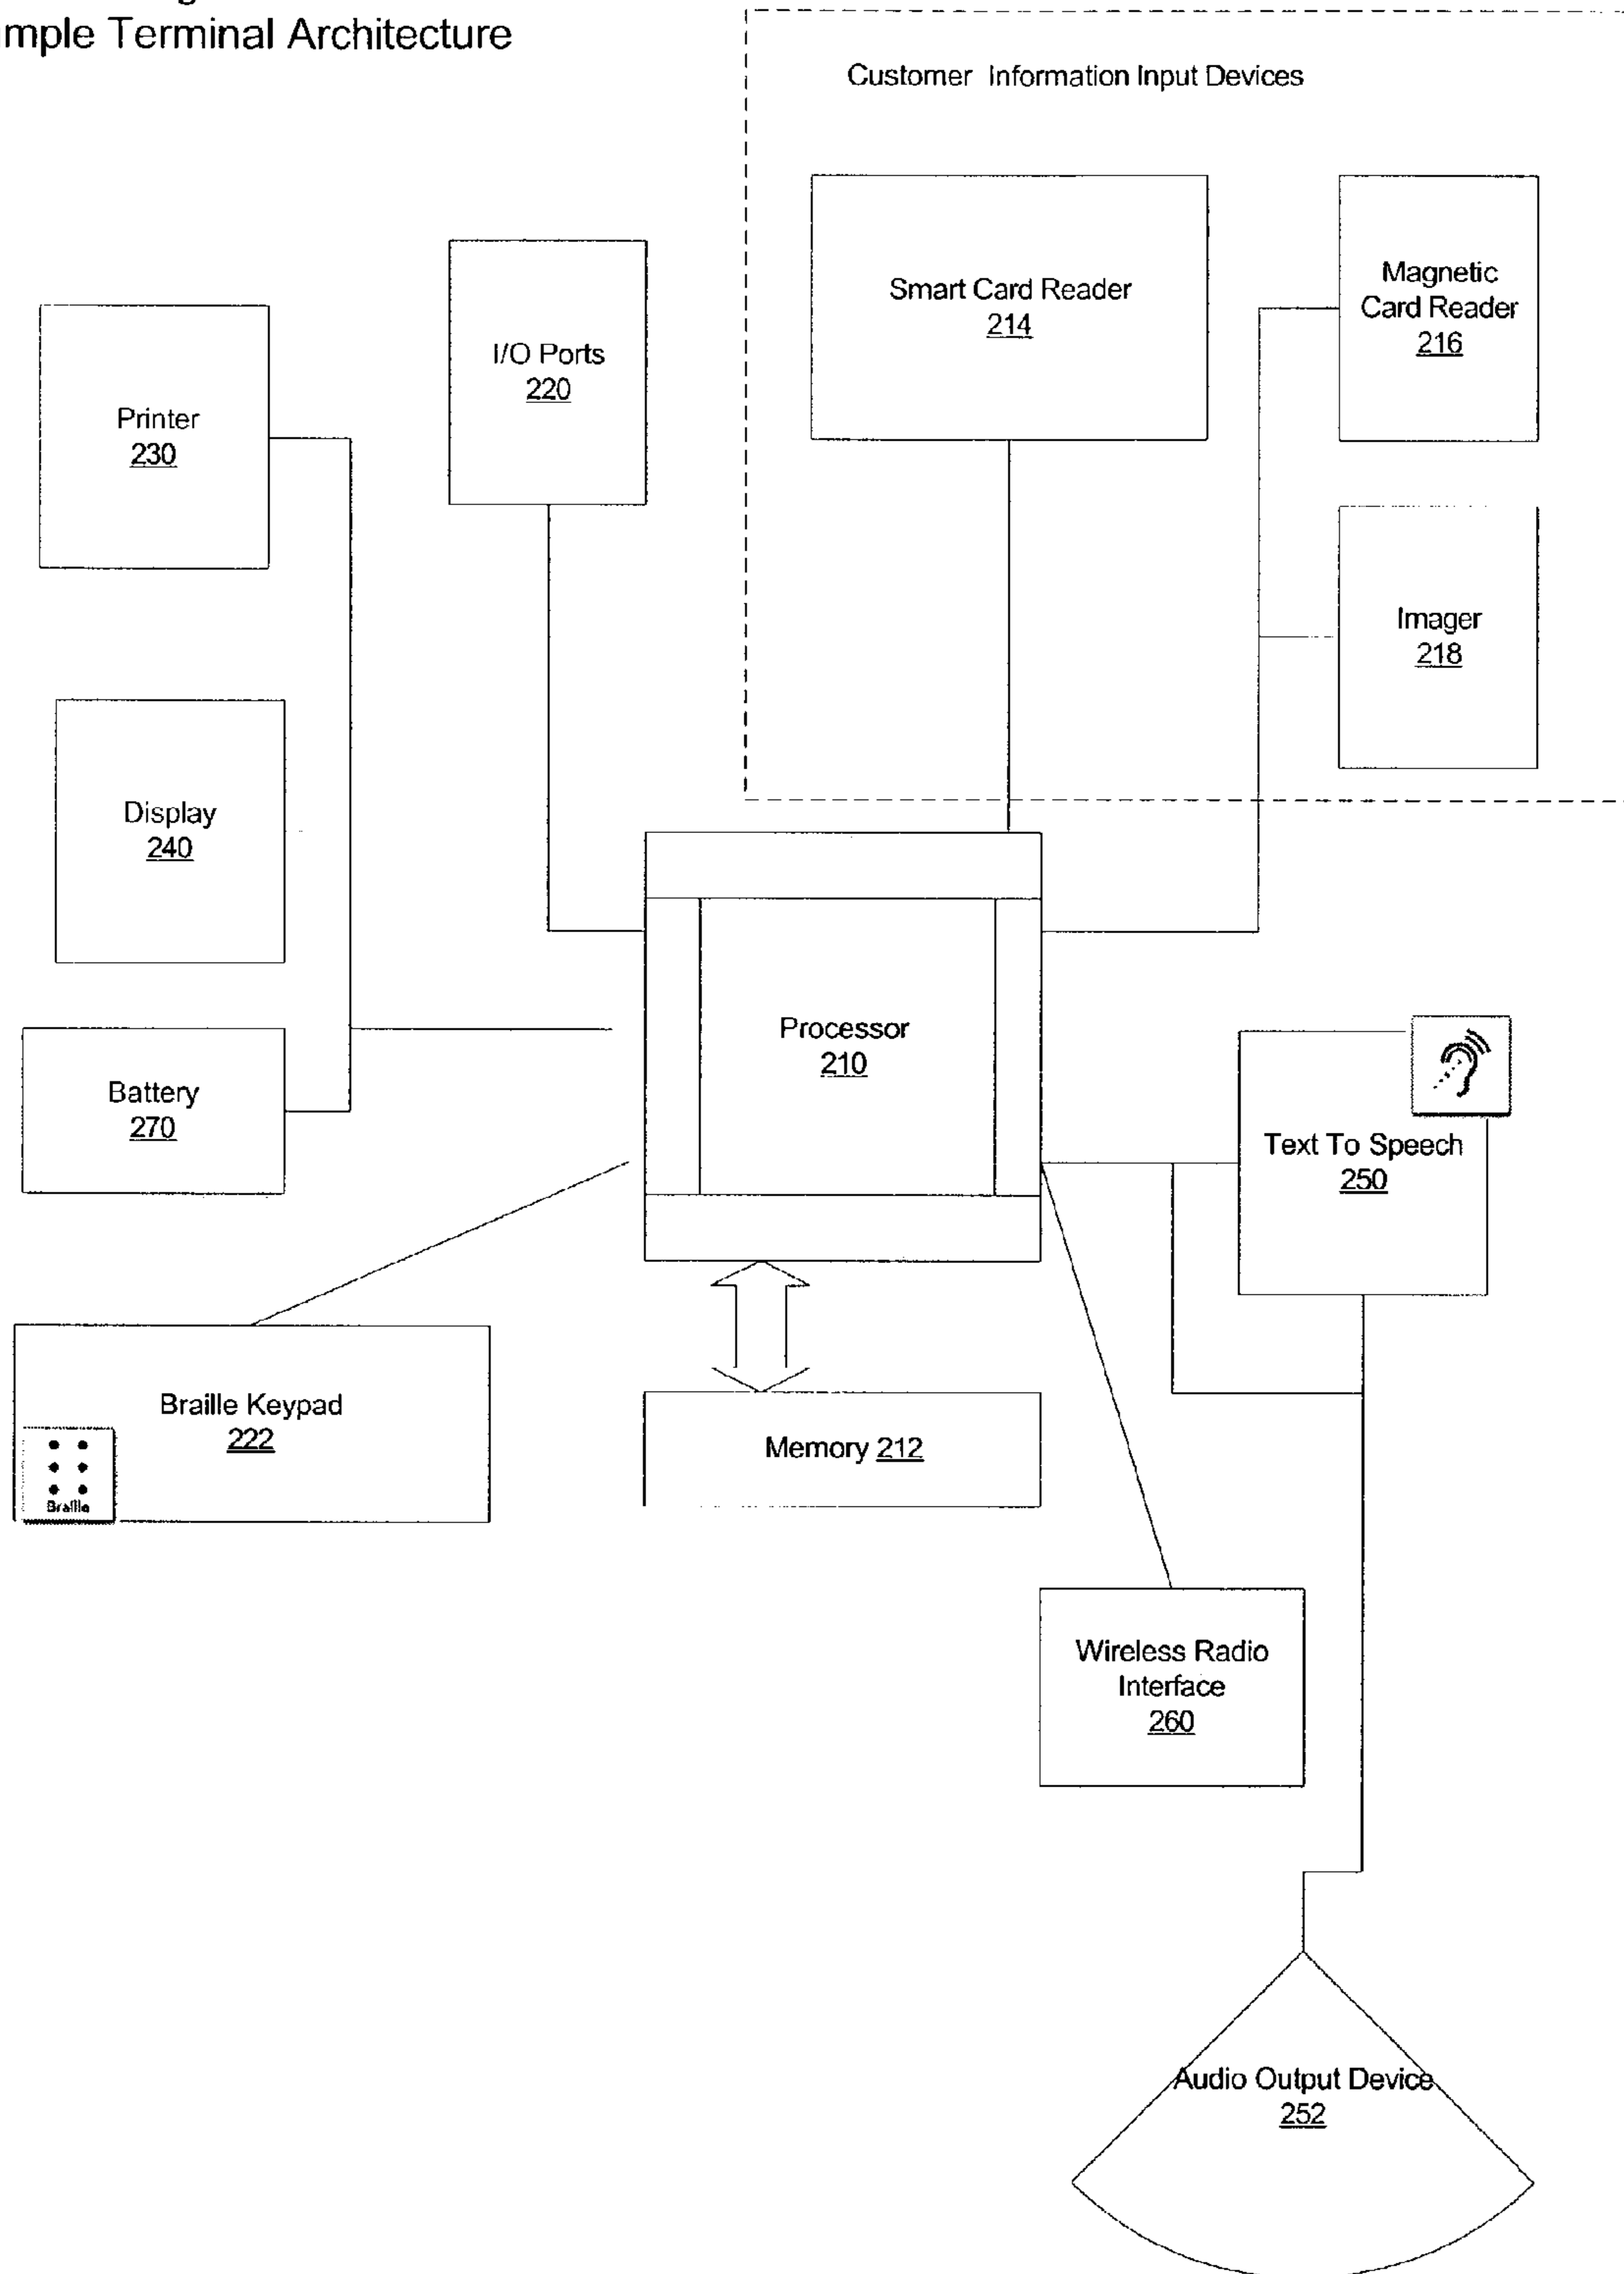 mple Terminal Architecture
Customer Information Input Devices
Smart Card Reader
214
Magnetic
Card Reader
216
I/O Ports
220
Printer
230
Imager
218
Display
240
Processor
210
Battery
270
Text To Speech
250
Braille Keypad
222
Braille
Memory 212
Wireless Radio
Interface
260
Audio Output Device
252